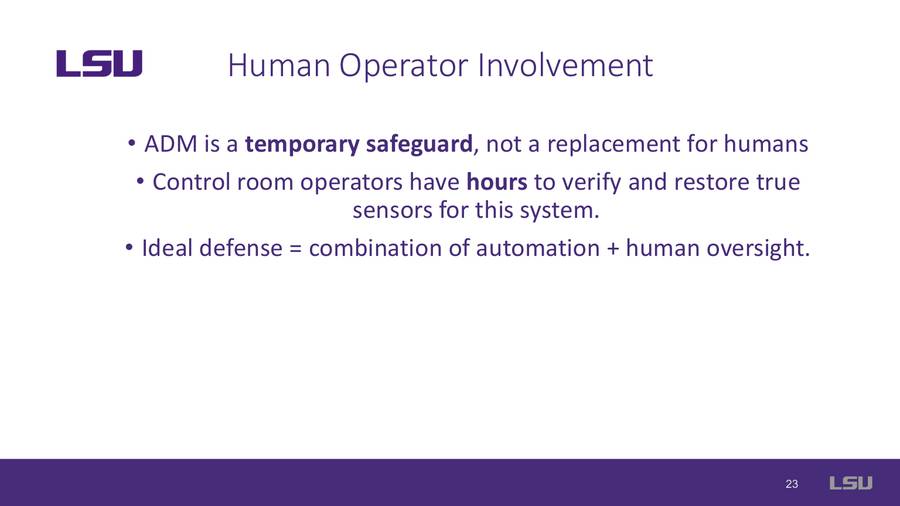 LSU
Human Operator Involvement
• ADM is a temporary safeguard, not a replacement for humans
• Control room operators have hours to verify and restore true
sensors for this system.
• Ideal defense = combination of automation + human oversight.
23
LSU